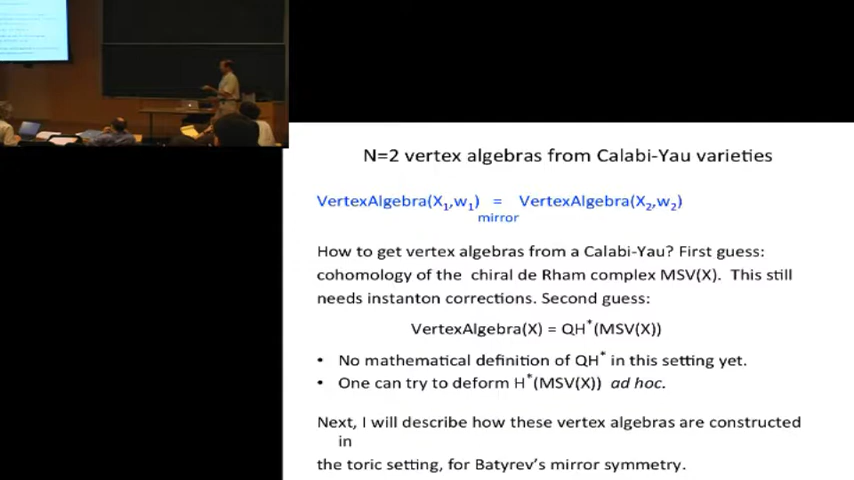 N=2 vertex algebras from Calabi-Yau varieties
VertexAlgebra(X₁,w₁) = VertexAlgebra(X₂,w₂)
mirror
How to get vertex algebras from a Calabi-Yau? First guess:
cohomology of the chiral de Rham complex MSV(X). This still
needs instanton corrections. Second guess:
VertexAlgebra(X) = QH*(MSV(X))
• No mathematical definition of QH* in this setting yet.
• One can try to deform H*(MSV(X)) ad hoc.
Next, I will describe how these vertex algebras are constructed
in
the toric setting, for Batyrev's mirror symmetry.